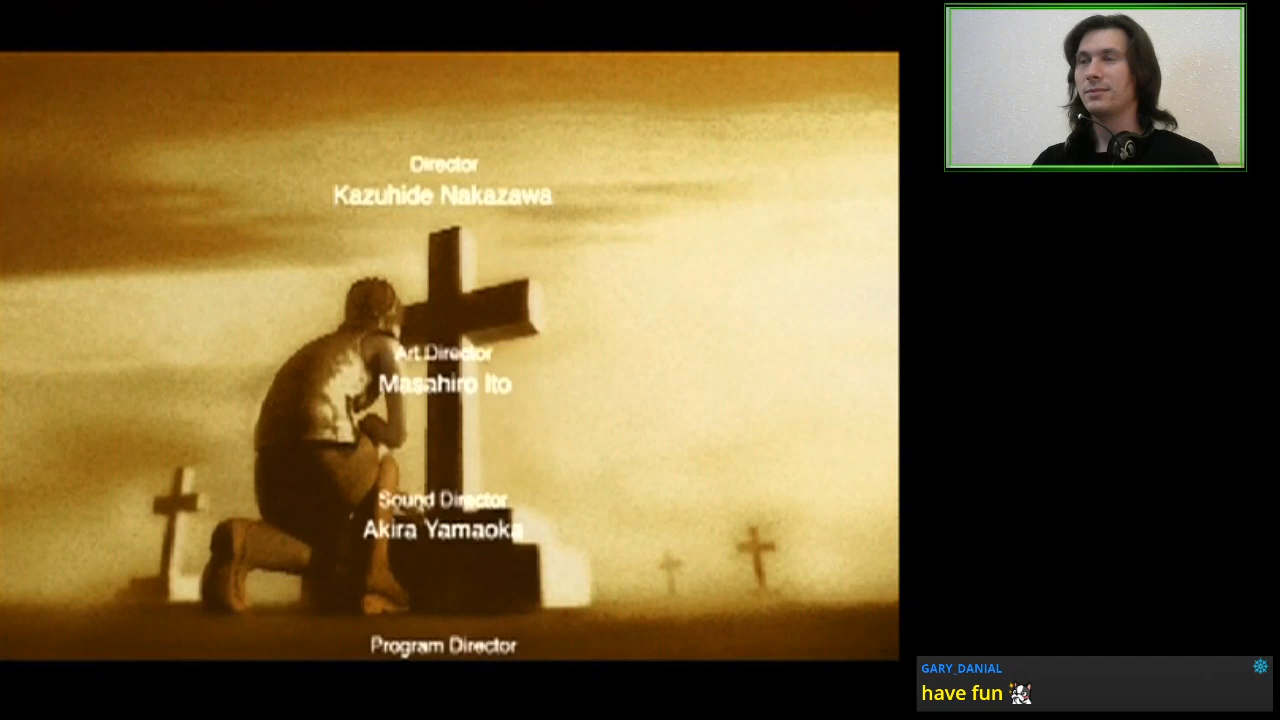 Director
Kazuhide Nakazawa
Art Director
Masahiro Ito
Sound Director
Akira Yamaoka
Program Director
GARY_DANIAL
have fun